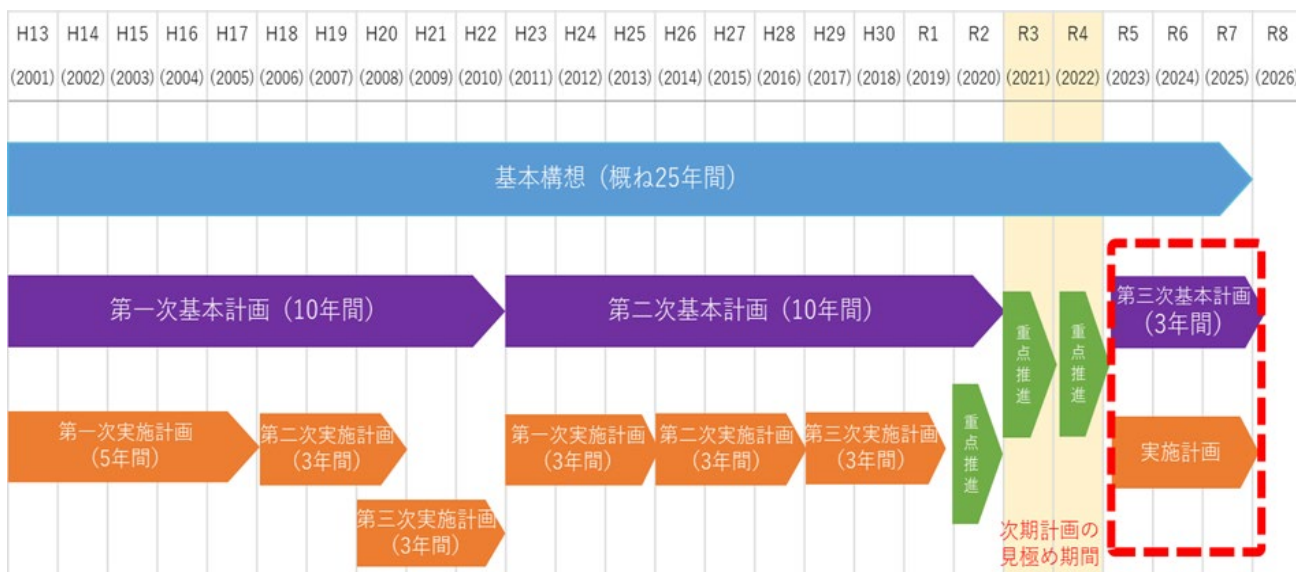 H13 H14 H15 H16 H17 H18 H19 H20 H21 H22 H23 H24 H25 H26 H27 H28 H29 H30 R1 R2 R3 R4 R5 R6 R7 R8
(2001) (2002) (2003) (2004) (2005) (2006) (2007) (2008) (2009) (2010) (2011) (2012) (2013) (2014) (2015) (2016) (2017) (2018) (2019) (2020) (2021) (2022) (2023) (2024) (2025) (2026)
基本構想（概ね25年間）
第一次基本計画（10年間）
第二次基本計画（10年間）
重点推進
重点推進
第三次基本計画
（3年間）
第一次実施計画
（5年間）
第二次実施計画
（3年間）
第三次実施計画
（3年間）
第一次実施計画
（3年間）
第二次実施計画
（3年間）
第三次実施計画
（3年間）
重点推進
実施計画
次期計画の
見極め期間